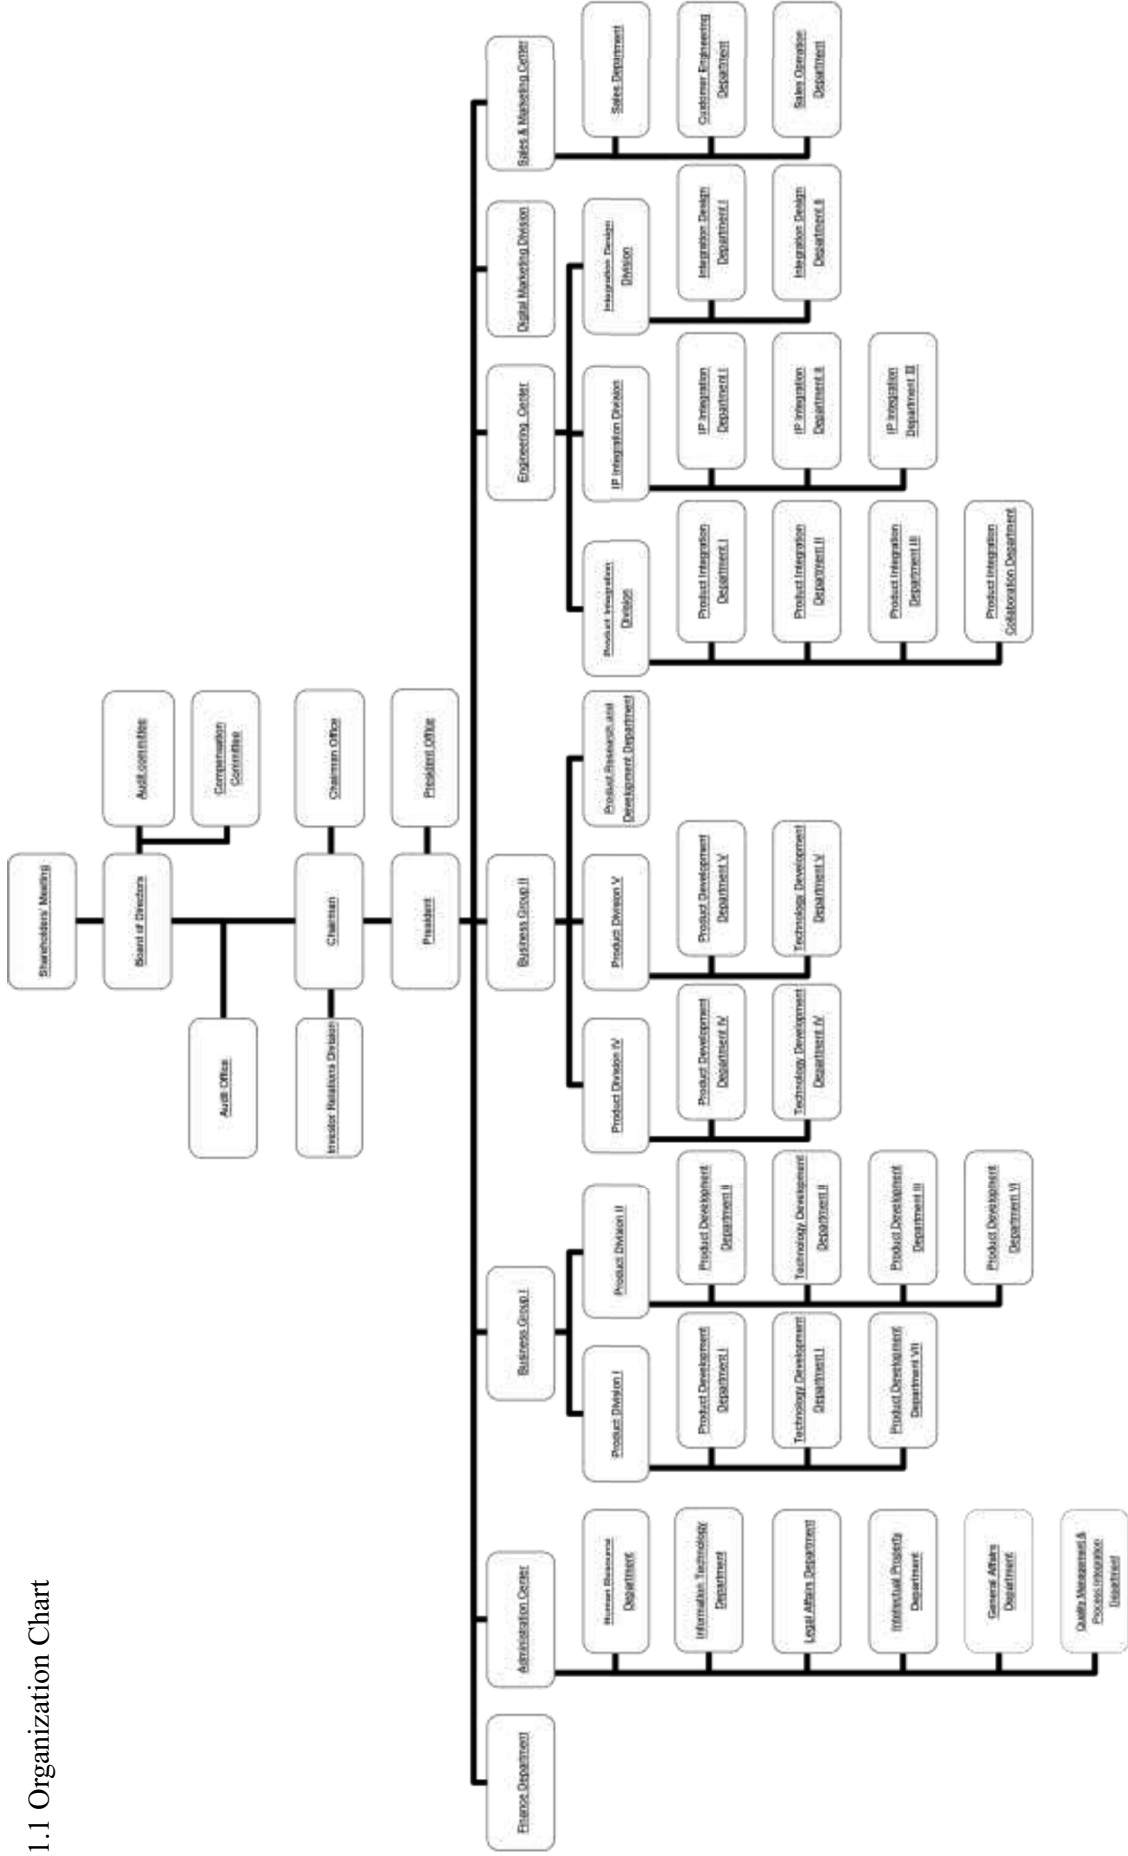 1.1 Organization Chart
Shareholders' Meeting
Board of Directors
Audit committee
Compensation
Committee
Audit Office
Chairman
Chairman Office
Investor Relations Division
President
President Office
Finance Department
Administration Center
Human Resource
Department
Information Technology
Department
Legal Affairs Department
Intellectual Property
Department
General Affairs
Department
Quality Management &
Process Integration
Department
Business Group I
Product Division I
Product Development
Department I
Technology Development
Department I
Product Development
Department VII
Product Division II
Product Development
Department II
Technology Development
Department II
Product Development
Department III
Product Development
Department VI
Business Group II
Product Division IV
Product Development
Department IV
Technology Development
Department IV
Product Division V
Product Development
Department V
Technology Development
Department V
Product Research and
Development Department
Engineering Center
Product Integration
Division
Product Integration
Department I
Product Integration
Department II
Product Integration
Department III
Product Integration
Collaboration Department
IP Integration Division
IP Integration
Department I
IP Integration
Department II
IP Integration
Department III
Integration Design
Division
Integration Design
Department I
Integration Design
Department II
Digital Marketing Division
Sales & Marketing Center
Sales Department
Customer Engineering
Department
Sales Operation
Department